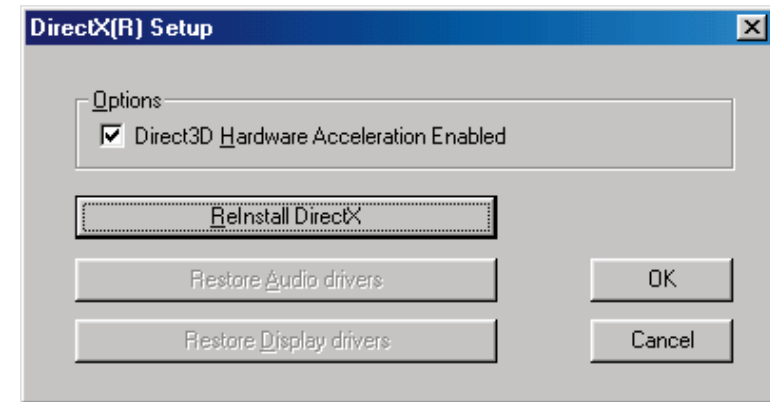 DirectX(R) Setup
Options
Direct3D Hardware Acceleration Enabled
ReInstall DirectX
Restore Audio drivers
OK
Restore Display drivers
Cancel